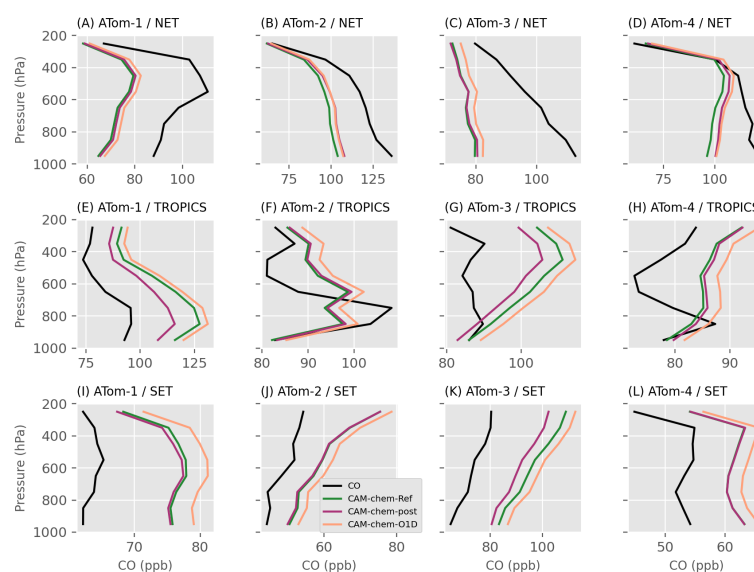 (A) ATom-1 / NET
(B) ATom-2 / NET
(C) ATom-3 / NET
(D) ATom-4 / NET
Pressure (hPa)
200
400
600
800
1000
60 80 100
75 100 125
80 100
75 100
(E) ATom-1 / TROPICS
(F) ATom-2 / TROPICS
(G) ATom-3 / TROPICS
(H) ATom-4 / TROPICS
Pressure (hPa)
200
400
600
800
1000
75 100 125
80 90 100
80 100
80 90
(I) ATom-1 / SET
(J) ATom-2 / SET
(K) ATom-3 / SET
(L) ATom-4 / SET
Pressure (hPa)
200
400
600
800
1000
CO
CAM-chem-Ref
CAM-chem-post
CAM-chem-O1D
70 80
60 80
80 100
50 60
CO (ppb)
CO (ppb)
CO (ppb)
CO (ppb)